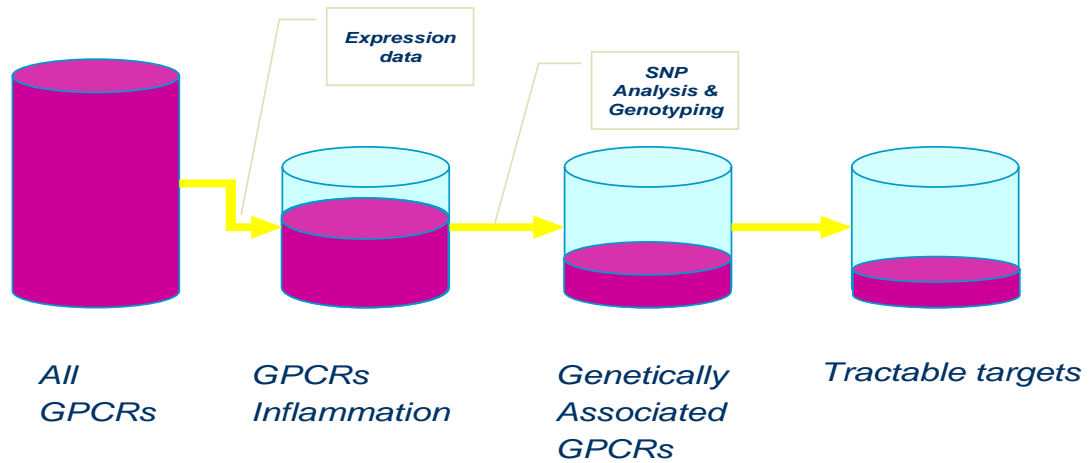 Expression
data
SNP
Analysis &
Genotyping
All
GPCRs
GPCRs
Inflammation
Genetically
Associated
GPCRs
Tractable targets